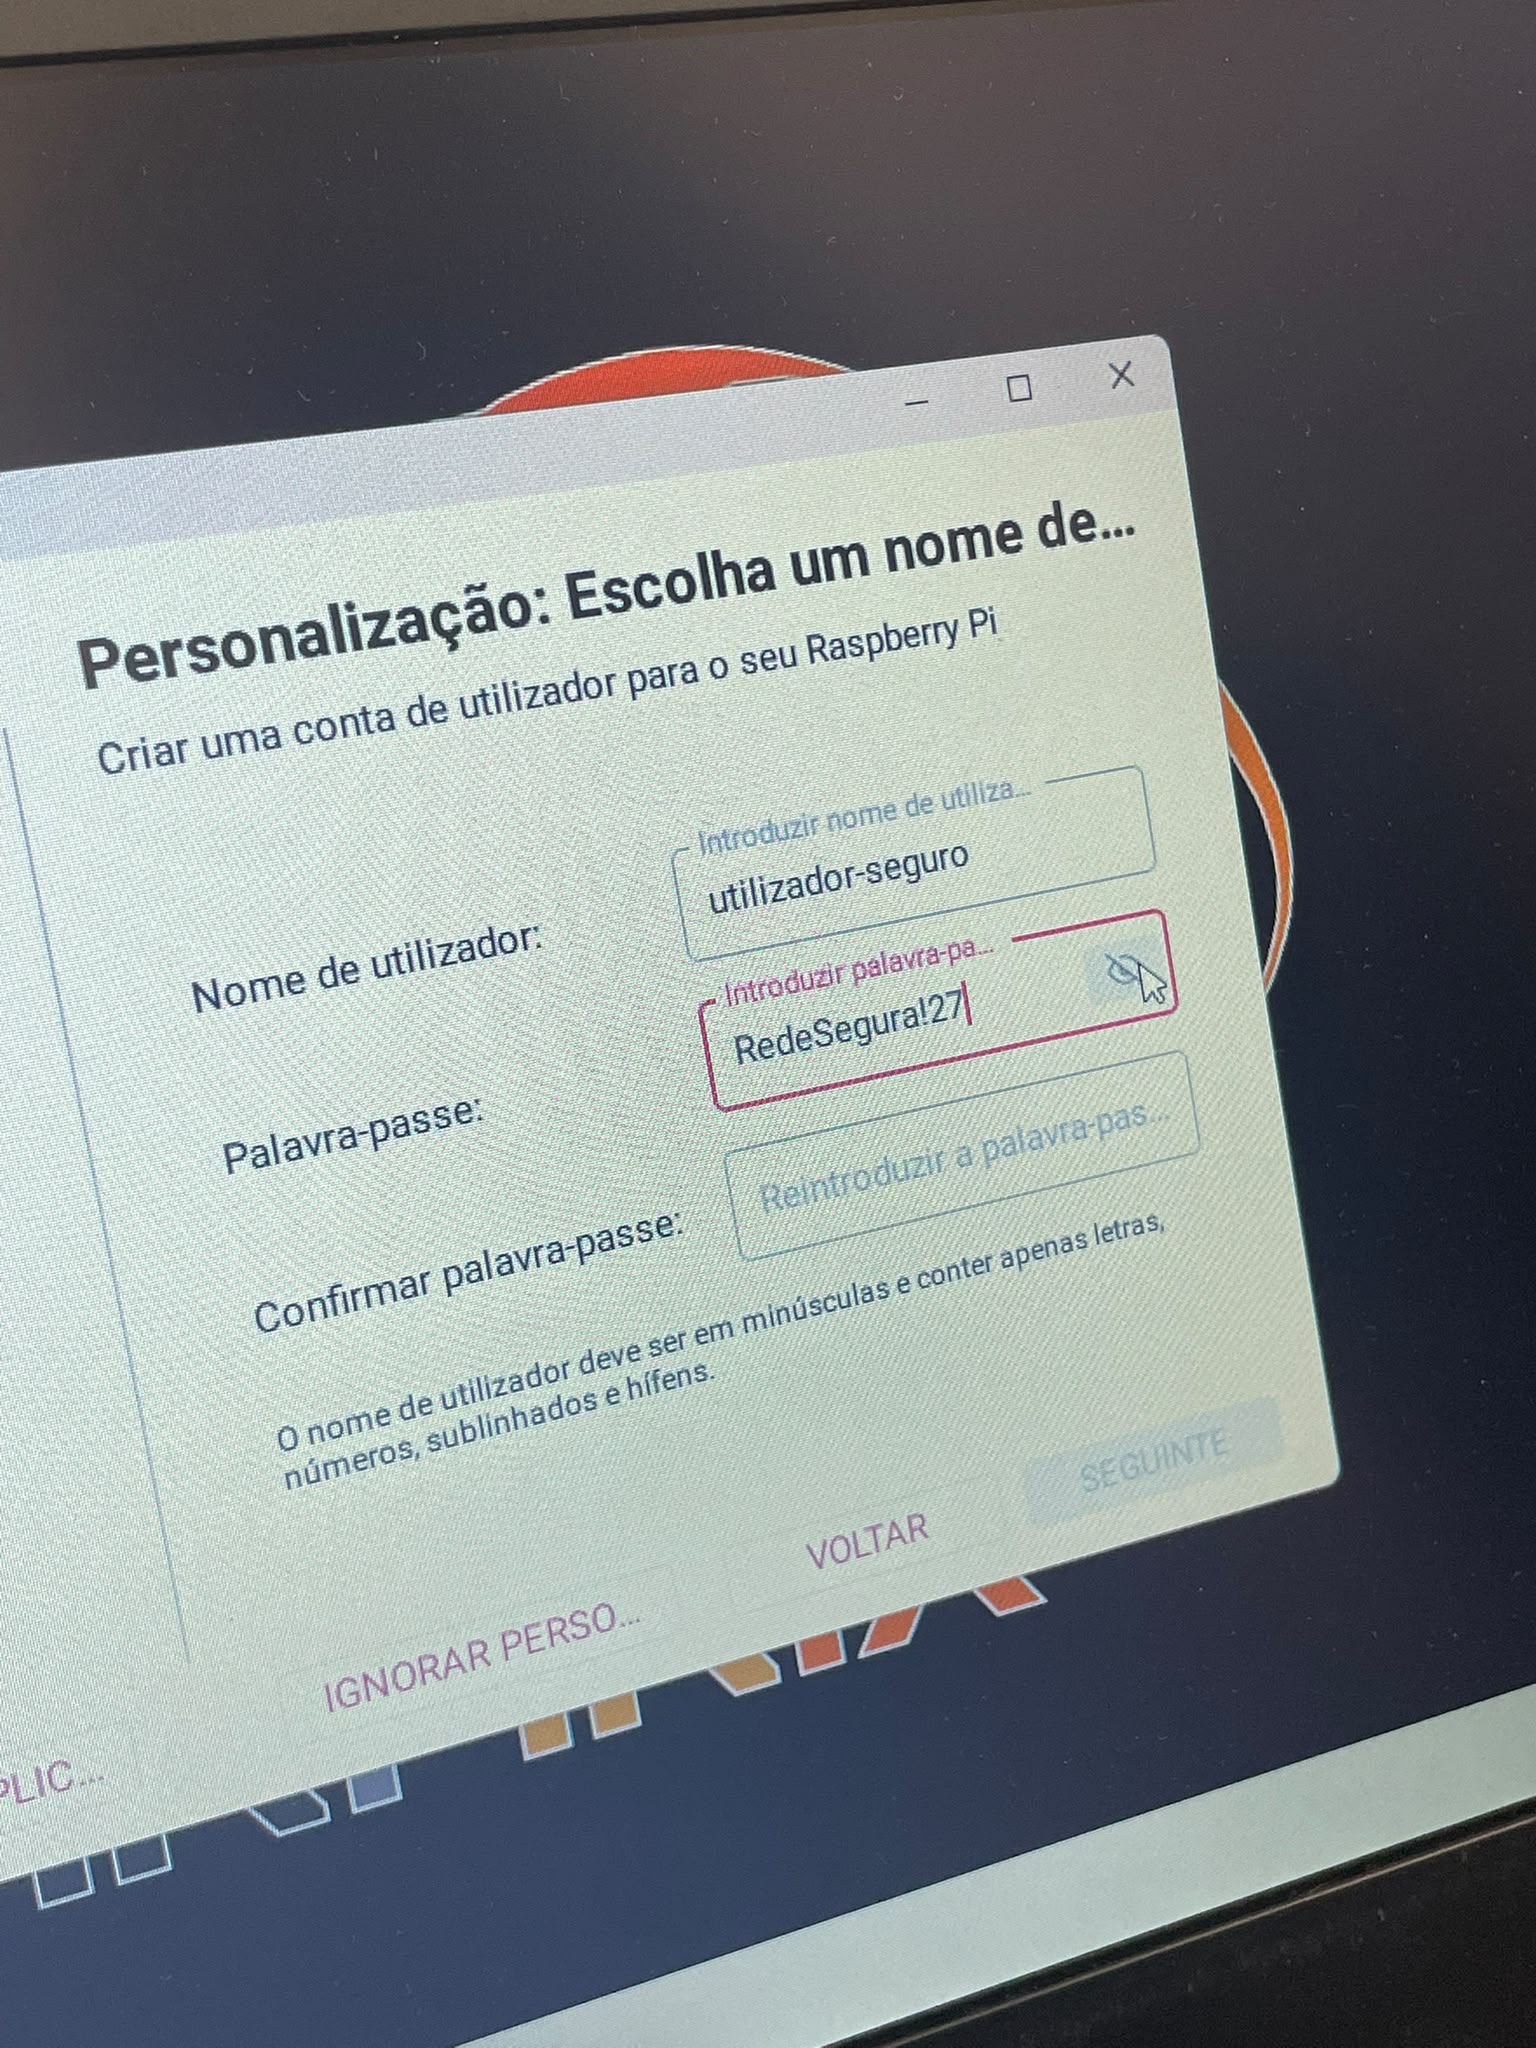 Personalização: Escolha um nome de...
Criar uma conta de utilizador para o seu Raspberry Pi
Introduzir nome de utiliza...
Nome de utilizador:
utilizador-seguro
Introduzir palavra-pa...
Palavra-passe:
RedeSegura!27
Confirmar palavra-passe:
Reintroduzir a palavra-pas...
O nome de utilizador deve ser em minúsculas e conter apenas letras,
números, sublinhados e hífens.
PLIC...
IGNORAR PERSO...
VOLTAR
SEGUINTE